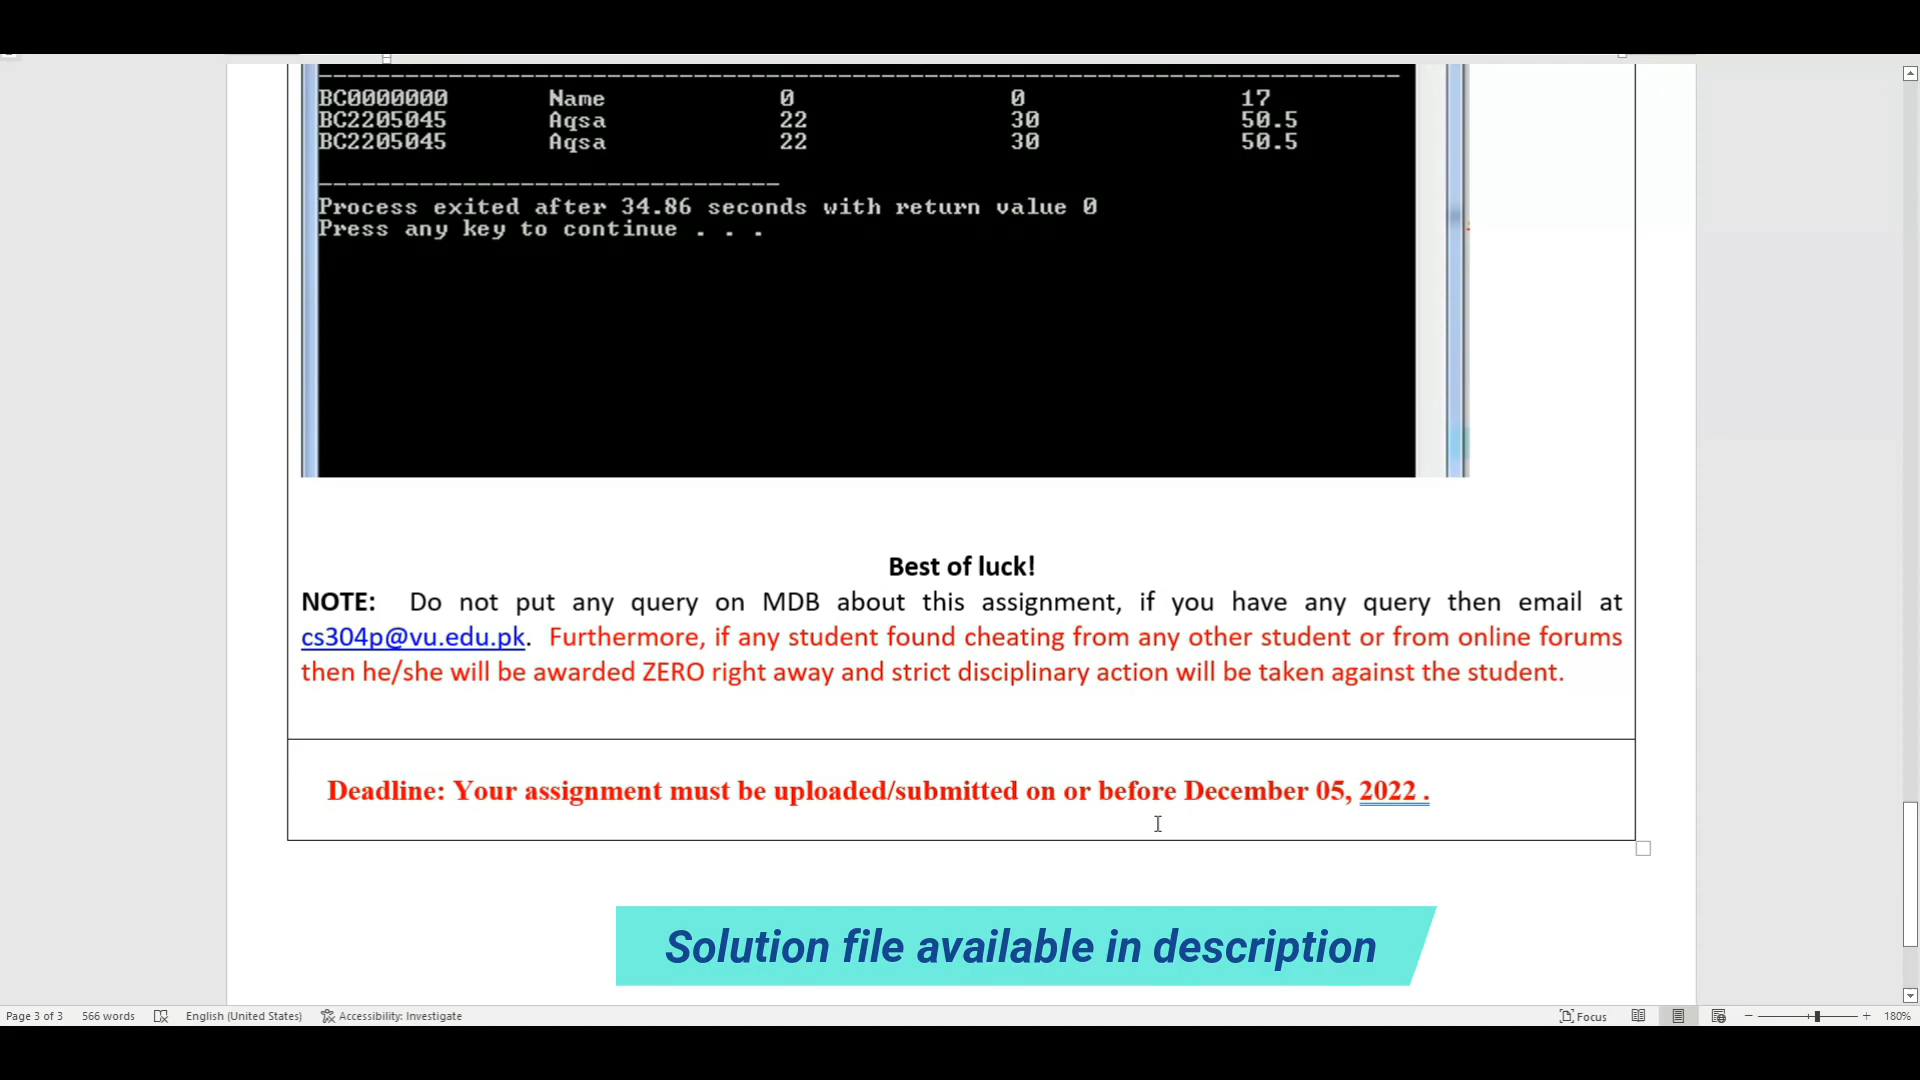 BC0000000 Name 0 0 17
BC2205045 Aqsa 22 30 50.5
BC2205045 Aqsa 22 30 50.5
--------------------------------
Process exited after 34.86 seconds with return value 0
Press any key to continue . . .
Best of luck!
NOTE: Do not put any query on MDB about this assignment, if you have any query then email at
cs304p@vu.edu.pk. Furthermore, if any student found cheating from any other student or from online forums
then he/she will be awarded ZERO right away and strict disciplinary action will be taken against the student.
Deadline: Your assignment must be uploaded/submitted on or before December 05, 2022 .
Solution file available in description
Page 3 of 3 566 words English (United States) Accessibility: Investigate Focus 180%